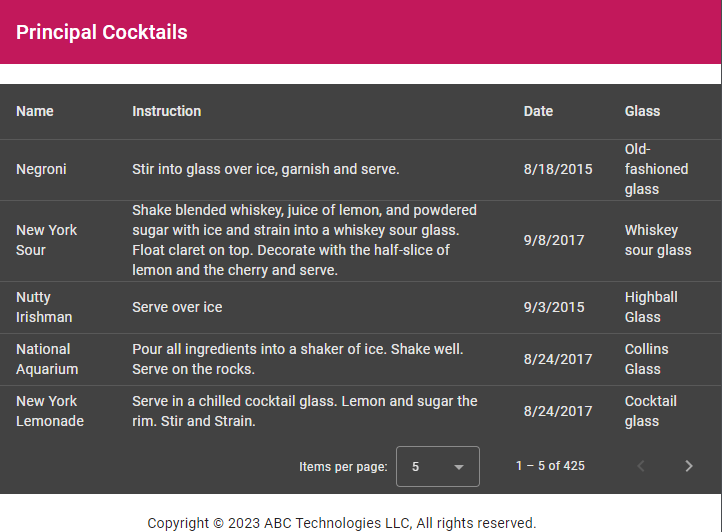 Principal Cocktails
Name Instruction Date Glass
Negroni Stir into glass over ice, garnish and serve. 8/18/2015 Old-
fashioned
glass
New York
Sour
Shake blended whiskey, juice of lemon, and powdered
sugar with ice and strain into a whiskey sour glass.
Float claret on top. Decorate with the half-slice of
lemon and the cherry and serve.
9/8/2017
Whiskey
sour glass
Nutty
Irishman
Serve over ice
9/3/2015
Highball
Glass
National
Aquarium
Pour all ingredients into a shaker of ice. Shake well.
Serve on the rocks.
8/24/2017
Collins
Glass
New York
Lemonade
Serve in a chilled cocktail glass. Lemon and sugar the
rim. Stir and Strain.
8/24/2017
Cocktail
glass
Items per page: 5 1 – 5 of 425
Copyright © 2023 ABC Technologies LLC, All rights reserved.